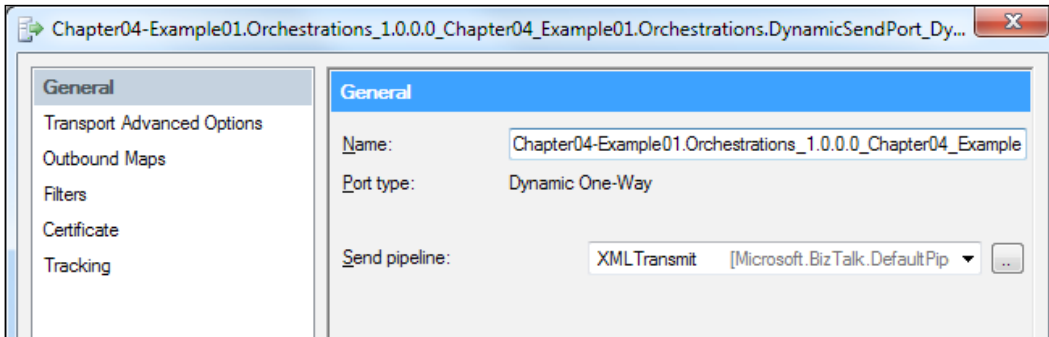 Chapter04-Example01.Orchestrations_1.0.0.0_Chapter04_Example01.Orchestrations.DynamicSendPort_Dy...
General
Transport Advanced Options
Outbound Maps
Filters
Certificate
Tracking
General
Name: Chapter04-Example01.Orchestrations_1.0.0.0_Chapter04_Example
Port type: Dynamic One-Way
Send pipeline: XMLTransmit [Microsoft.BizTalk.DefaultPip ..